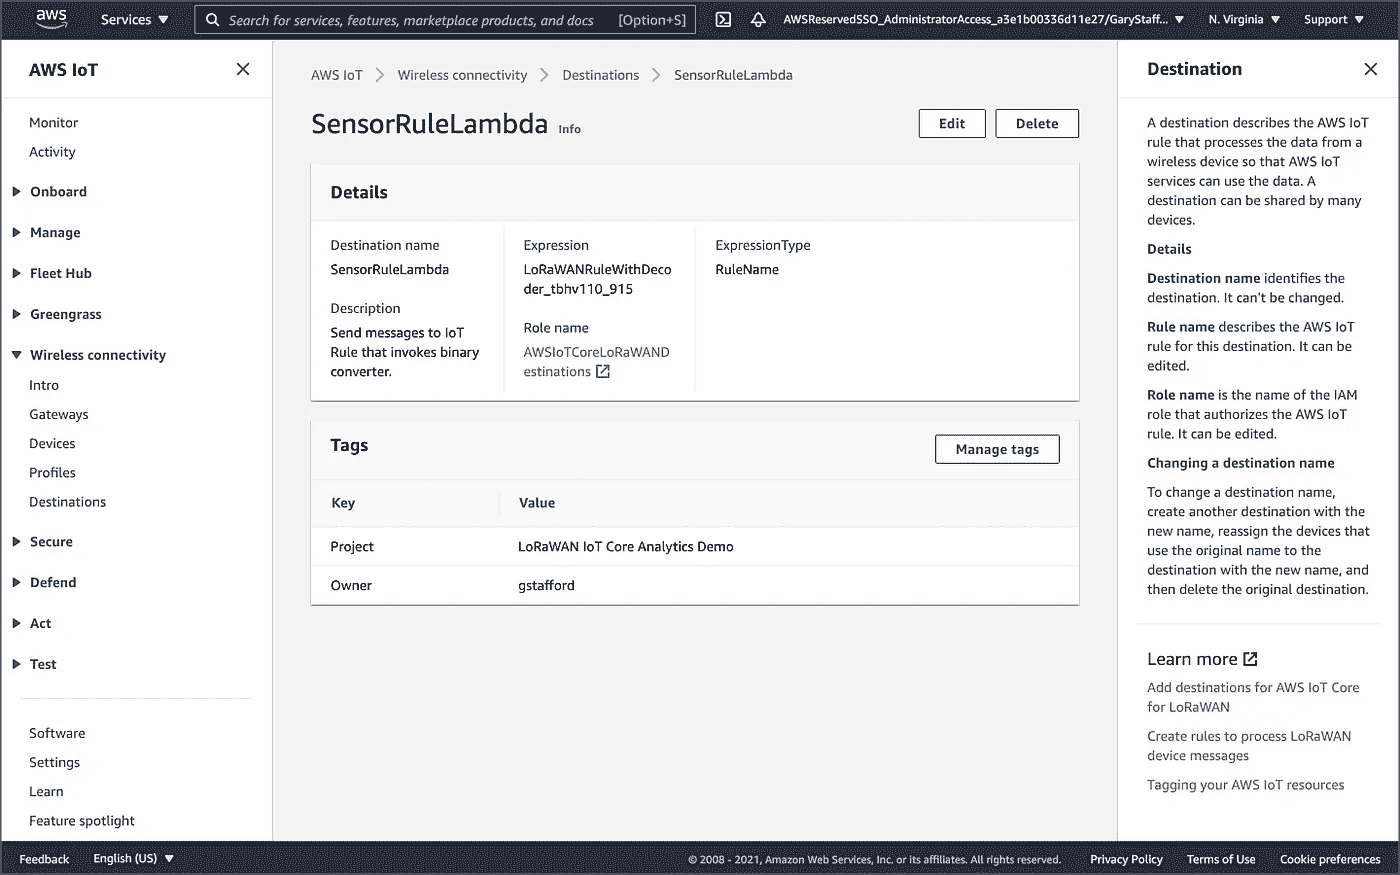 aws
Services
Search for services, features, marketplace products, and docs [Option+S]
AWSReservedSSO_AdministratorAccess_a3e1b00336d11e27/GaryStaff...
N. Virginia
Support
AWS IoT
Monitor
Activity
Onboard
Manage
Fleet Hub
Greengrass
Wireless connectivity
Intro
Gateways
Devices
Profiles
Destinations
Secure
Defend
Act
Test
Software
Settings
Learn
Feature spotlight
AWS IoT
Wireless connectivity
Destinations
SensorRuleLambda
SensorRuleLambda Info
Edit
Delete
Details
Destination name
SensorRuleLambda
Description
Send messages to IoT
Rule that invokes binary
converter.
Expression
LoRaWANRuleWithDeco
der_tbhv110_915
Role name
AWSIoTCoreLoRaWAND
estinations
ExpressionType
RuleName
Tags
Manage tags
Key
Value
Project
LoRaWAN IoT Core Analytics Demo
Owner
gstafford
Destination
A destination describes the AWS IoT
rule that processes the data from a
wireless device so that AWS IoT
services can use the data. A
destination can be shared by many
devices.
Details
Destination name identifies the
destination. It can't be changed.
Rule name describes the AWS IoT
rule for this destination. It can be
edited.
Role name is the name of the IAM
role that authorizes the AWS IoT
rule. It can be edited.
Changing a destination name
To change a destination name,
create another destination with the
new name, reassign the devices that
use the original name to the
destination with the new name, and
then delete the original destination.
Learn more
Add destinations for AWS IoT Core
for LoRaWAN
Create rules to process LoRaWAN
device messages
Tagging your AWS IoT resources
Feedback
English (US)
© 2008 - 2021, Amazon Web Services, Inc. or its affiliates. All rights reserved.
Privacy Policy
Terms of Use
Cookie preferences